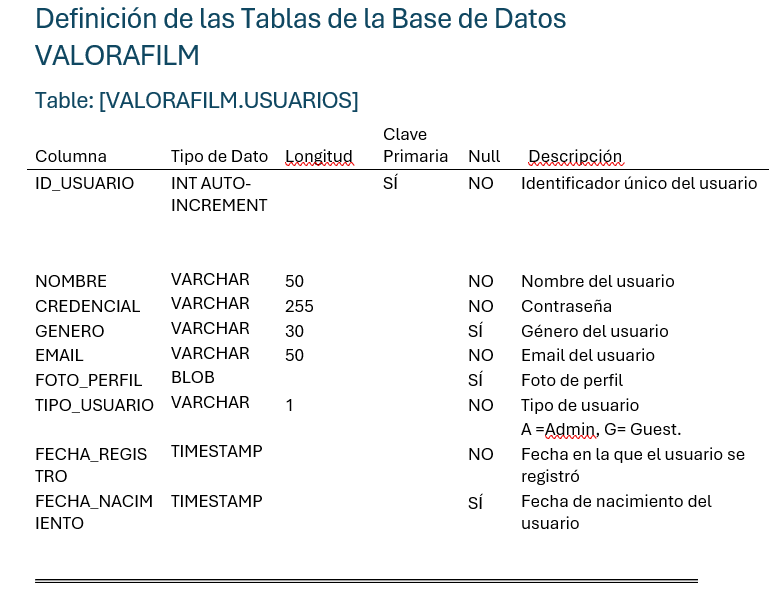 Definición de las Tablas de la Base de Datos
VALORAFILM
Table: [VALORAFILM.USUARIOS]
Columna Tipo de Dato Longitud Clave Primaria Null Descripción
ID_USUARIO INT AUTO-INCREMENT SÍ NO Identificador único del usuario
NOMBRE VARCHAR 50 NO Nombre del usuario
CREDENCIAL VARCHAR 255 NO Contraseña
GENERO VARCHAR 30 SÍ Género del usuario
EMAIL VARCHAR 50 NO Email del usuario
FOTO_PERFIL BLOB SÍ Foto de perfil
TIPO_USUARIO VARCHAR 1 NO Tipo de usuario
A =Admin, G= Guest.
FECHA_REGIS TIMESTAMP NO Fecha en la que el usuario se
TRO registró
FECHA_NACIM TIMESTAMP SÍ Fecha de nacimiento del
IENTO usuario